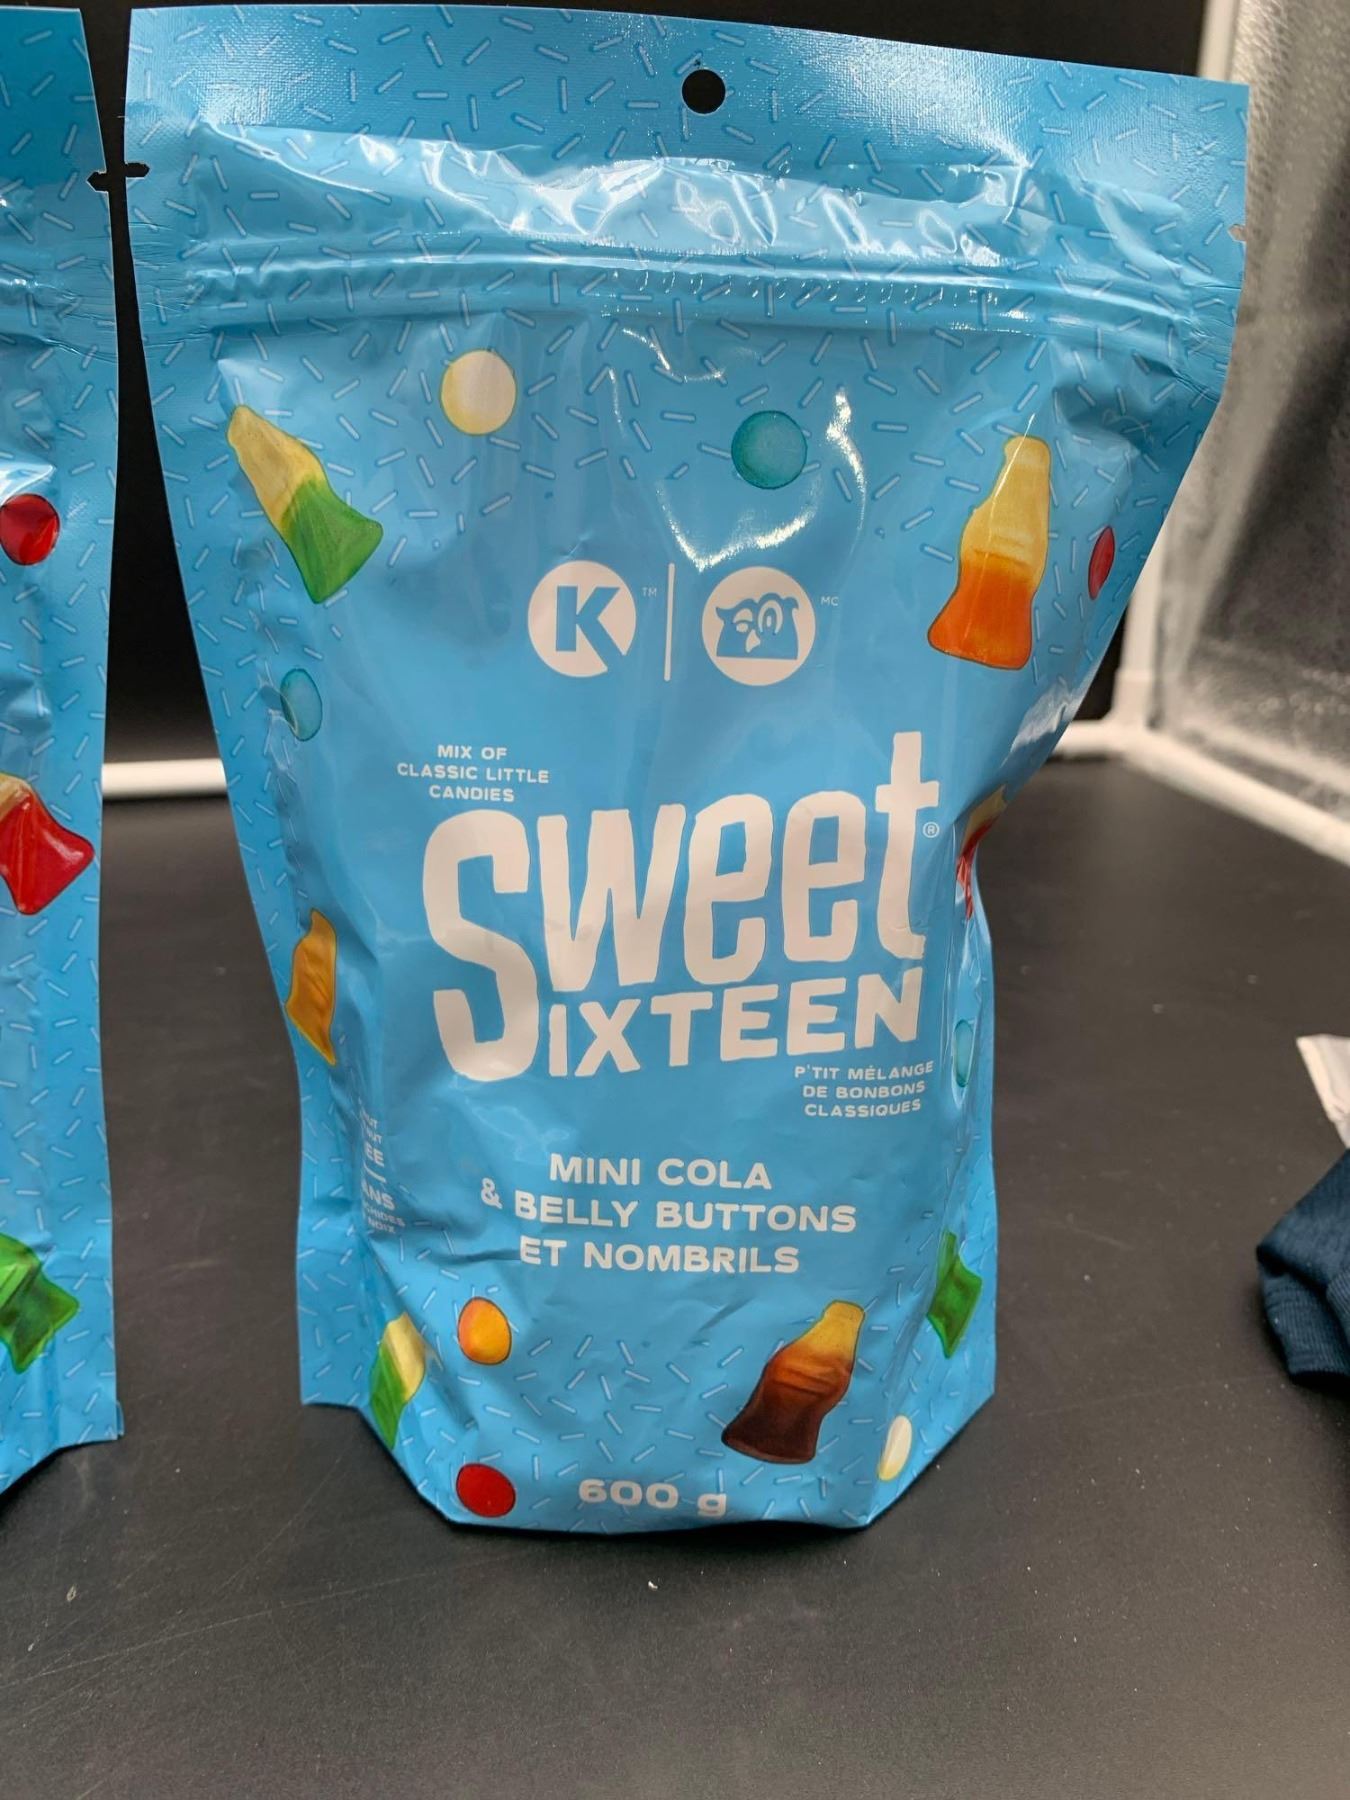 K TM
MC
MIX OF
CLASSIC LITTLE
CANDIES
Sweet®
SIXTEEN
P'TIT MÉLANGE
DE BONBONS
CLASSIQUES
MINI COLA
& BELLY BUTTONS
ET NOMBRILS
600 g